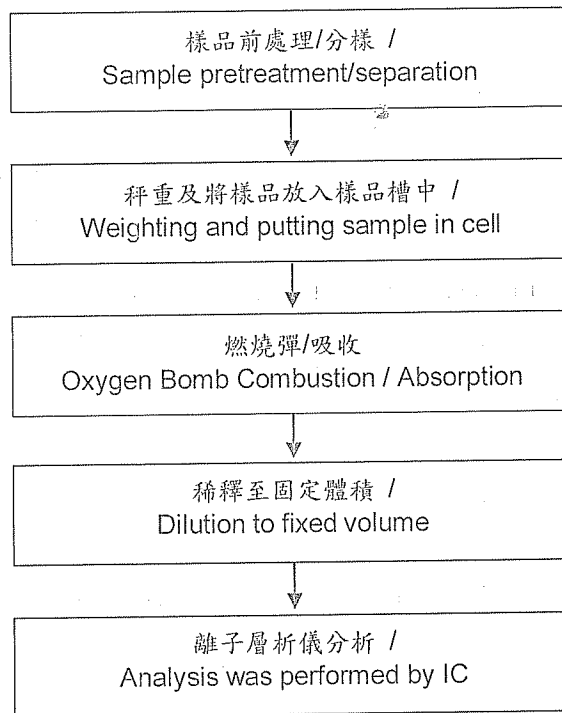 樣品前處理/分樣 /
Sample pretreatment/separation
秤重及將樣品放入樣品槽中 /
Weighting and putting sample in cell
燃燒彈/吸收
Oxygen Bomb Combustion / Absorption
稀釋至固定體積 /
Dilution to fixed volume
離子層析儀分析 /
Analysis was performed by IC